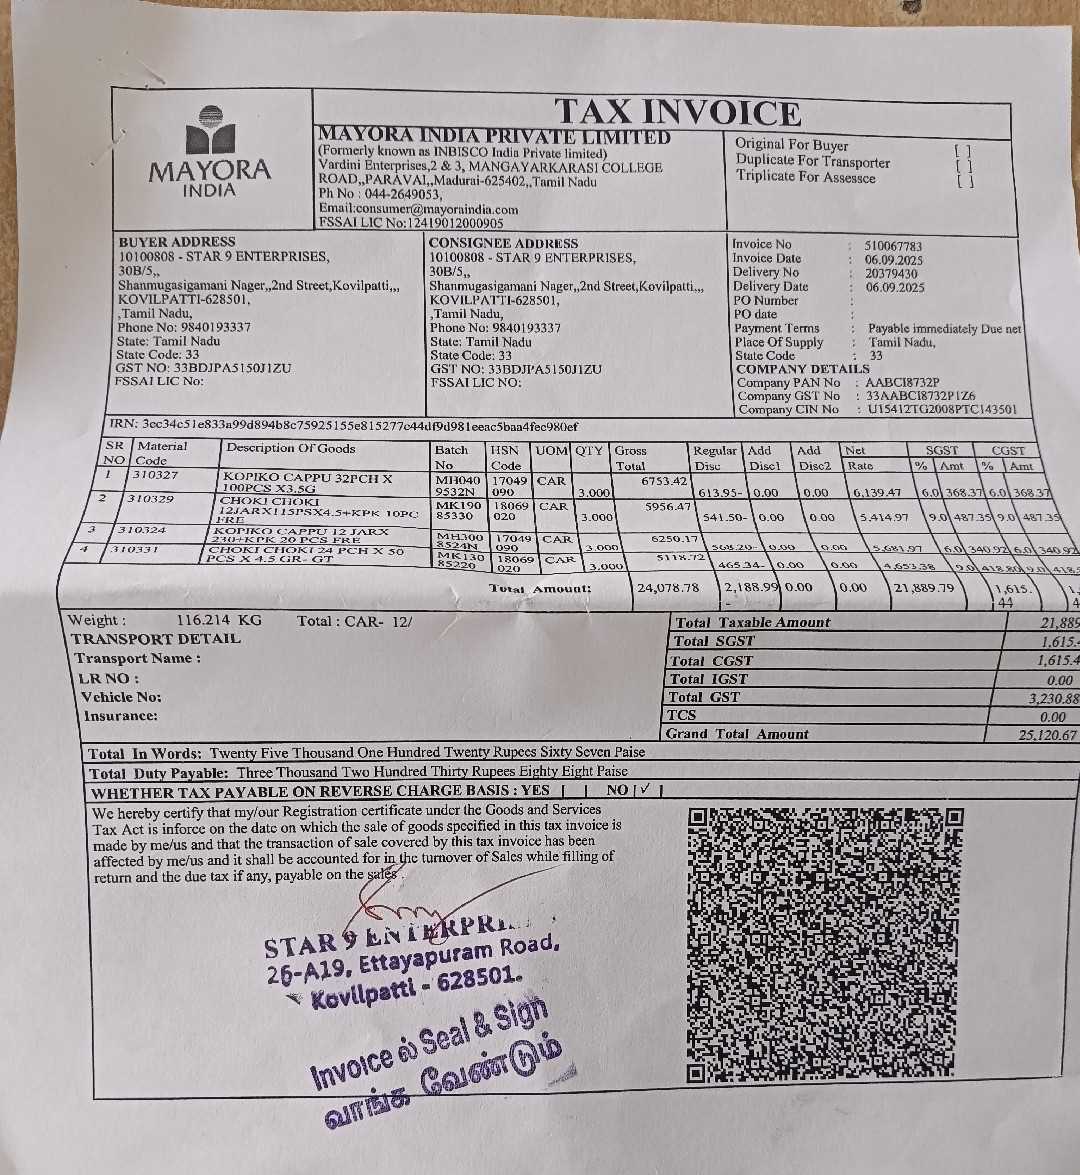 TAX INVOICE
MAYORA
INDIA
MAYORA INDIA PRIVATE LIMITED
(Formerly known as INBISCO India Private limited)
Vardini Enterprises,2 & 3, MANGAYARKARASI COLLEGE
ROAD,,PARAVAI,,Madurai-625402,,Tamil Nadu
Ph No : 044-2649053,
Email:consumer@mayoraindia.com
FSSAI LIC No:12419012000905
Original For Buyer [ ]
Duplicate For Transporter [ ]
Triplicate For Assessce [ ]
BUYER ADDRESS
10100808 - STAR 9 ENTERPRISES,
30B/5,,
Shanmugasigamani Nager,,2nd Street,Kovilpatti,,,
KOVILPATTI-628501,
,Tamil Nadu,
Phone No: 9840193337
State: Tamil Nadu
State Code: 33
GST NO: 33BDJPA5150J1ZU
FSSAI LIC No:
CONSIGNEE ADDRESS
10100808 - STAR 9 ENTERPRISES,
30B/5,,
Shanmugasigamani Nager,,2nd Street,Kovilpatti,,,
KOVILPATTI-628501,
,Tamil Nadu,
Phone No: 9840193337
State: Tamil Nadu
State Code: 33
GST NO: 33BDJPA5150J1ZU
FSSAI LIC NO:
Invoice No : 510067783
Invoice Date : 06.09.2025
Delivery No : 20379430
Delivery Date : 06.09.2025
PO Number :
PO date :
Payment Terms : Payable immediately Due net
Place Of Supply : Tamil Nadu,
State Code : 33
COMPANY DETAILS
Company PAN No : AABCI8732P
Company GST No : 33AABCI8732P1Z6
Company CIN No : U15412TG2008PTC143501
IRN: 3cc34c51e833a99d894b8c75925155e815277c44df9d981eeac5baa4fec980ef
SR Material Description Of Goods Batch HSN UOM QTY Gross Regular Add Add Net SGST CGST
NO Code No Code Total Disc Disc1 Disc2 Rate % Amt % Amt
1 310327 KOPIKO CAPPU 32PCH X MH040 17049 CAR 6753.42
100PCS X3.5G 9532N 090 3.000 613.95- 0.00 0.00 6,139.47 6.0 368.37 6.0 368.37
2 310329 CHOKI CHOKI MK190 18069 CAR 5956.47
12JARX115PSX4.5+KPK 10PC 85330 020 3.000 541.50- 0.00 0.00 5,414.97 9.0 487.35 9.0 487.35
FRE
3 310324 KOPIKO CAPPU 12 JARX MH300 17049 CAR 6250.17
230+KPK 20 PCS FRE 8524N 090 3.000 568.20- 0.00 0.00 5,681.97 6.0 340.92 6.0 340.92
4 310331 CHOKI CHOKI 24 PCH X 50 MK130 18069 CAR 5118.72
PCS X 4.5 GR- GT 85220 020 3.000 465.34- 0.00 0.00 4,653.38 9.0 418.80 9.0
Total Amount: 24,078.78 2,188.99 0.00 0.00 21,889.79 1,615. 1,
- 44 4
Weight : 116.214 KG Total : CAR- 12/
TRANSPORT DETAIL
Transport Name :
LR NO :
Vehicle No:
Insurance:
Total Taxable Amount 21,889
Total SGST 1,615.4
Total CGST 1,615.4
Total IGST 0.00
Total GST 3,230.88
TCS 0.00
Grand Total Amount 25,120.67
Total In Words: Twenty Five Thousand One Hundred Twenty Rupees Sixty Seven Paise
Total Duty Payable: Three Thousand Two Hundred Thirty Rupees Eighty Eight Paise
WHETHER TAX PAYABLE ON REVERSE CHARGE BASIS : YES [ ] NO [✓]
We hereby certify that my/our Registration certificate under the Goods and Services
Tax Act is inforce on the date on which the sale of goods specified in this tax invoice is
made by me/us and that the transaction of sale covered by this tax invoice has been
affected by me/us and it shall be accounted for in the turnover of Sales while filling of
return and the due tax if any, payable on the sales .
STAR 9 ENTERPRI
26-A19, Ettayapuram Road,
Kovilpatti - 628501.
Invoice ல் Seal & Sign
வாங்க வேண்டும்